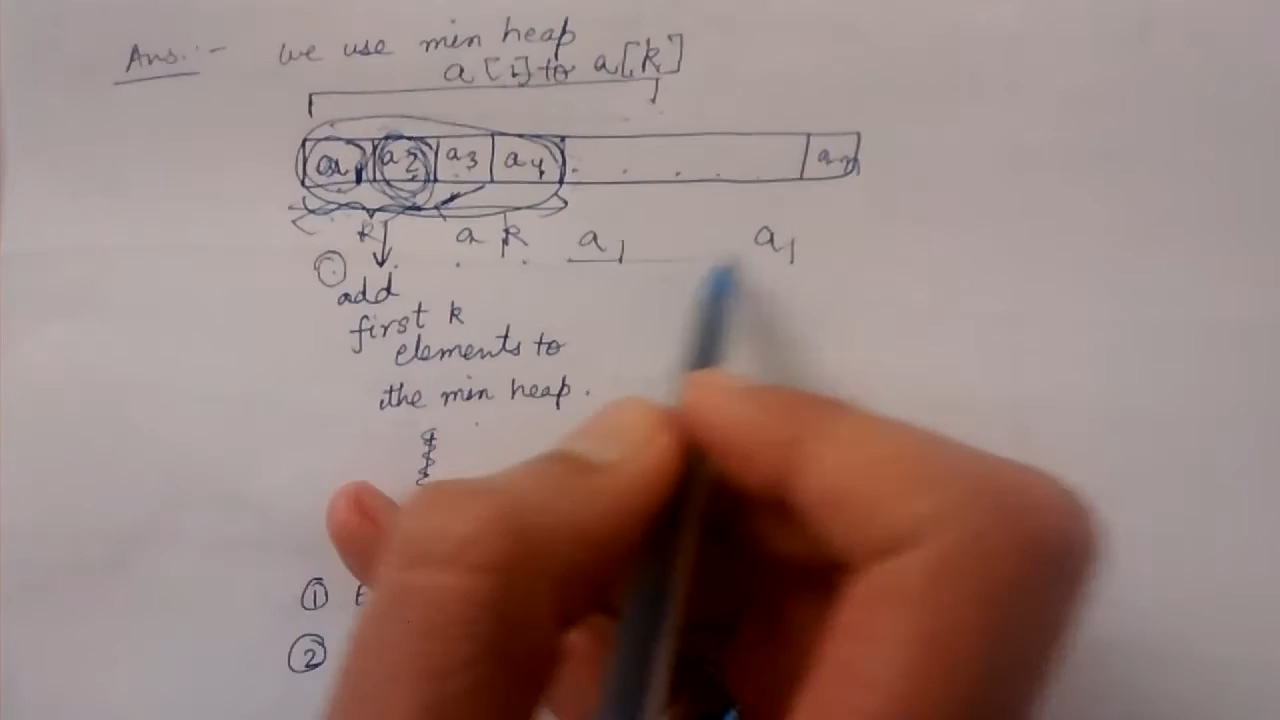 Ans. :- we use min heap
a[1] to a[k]
a1 a2 a3 a4 . . . . an
k a k a1 a1
add
first k
elements to
the min heap.
①
②